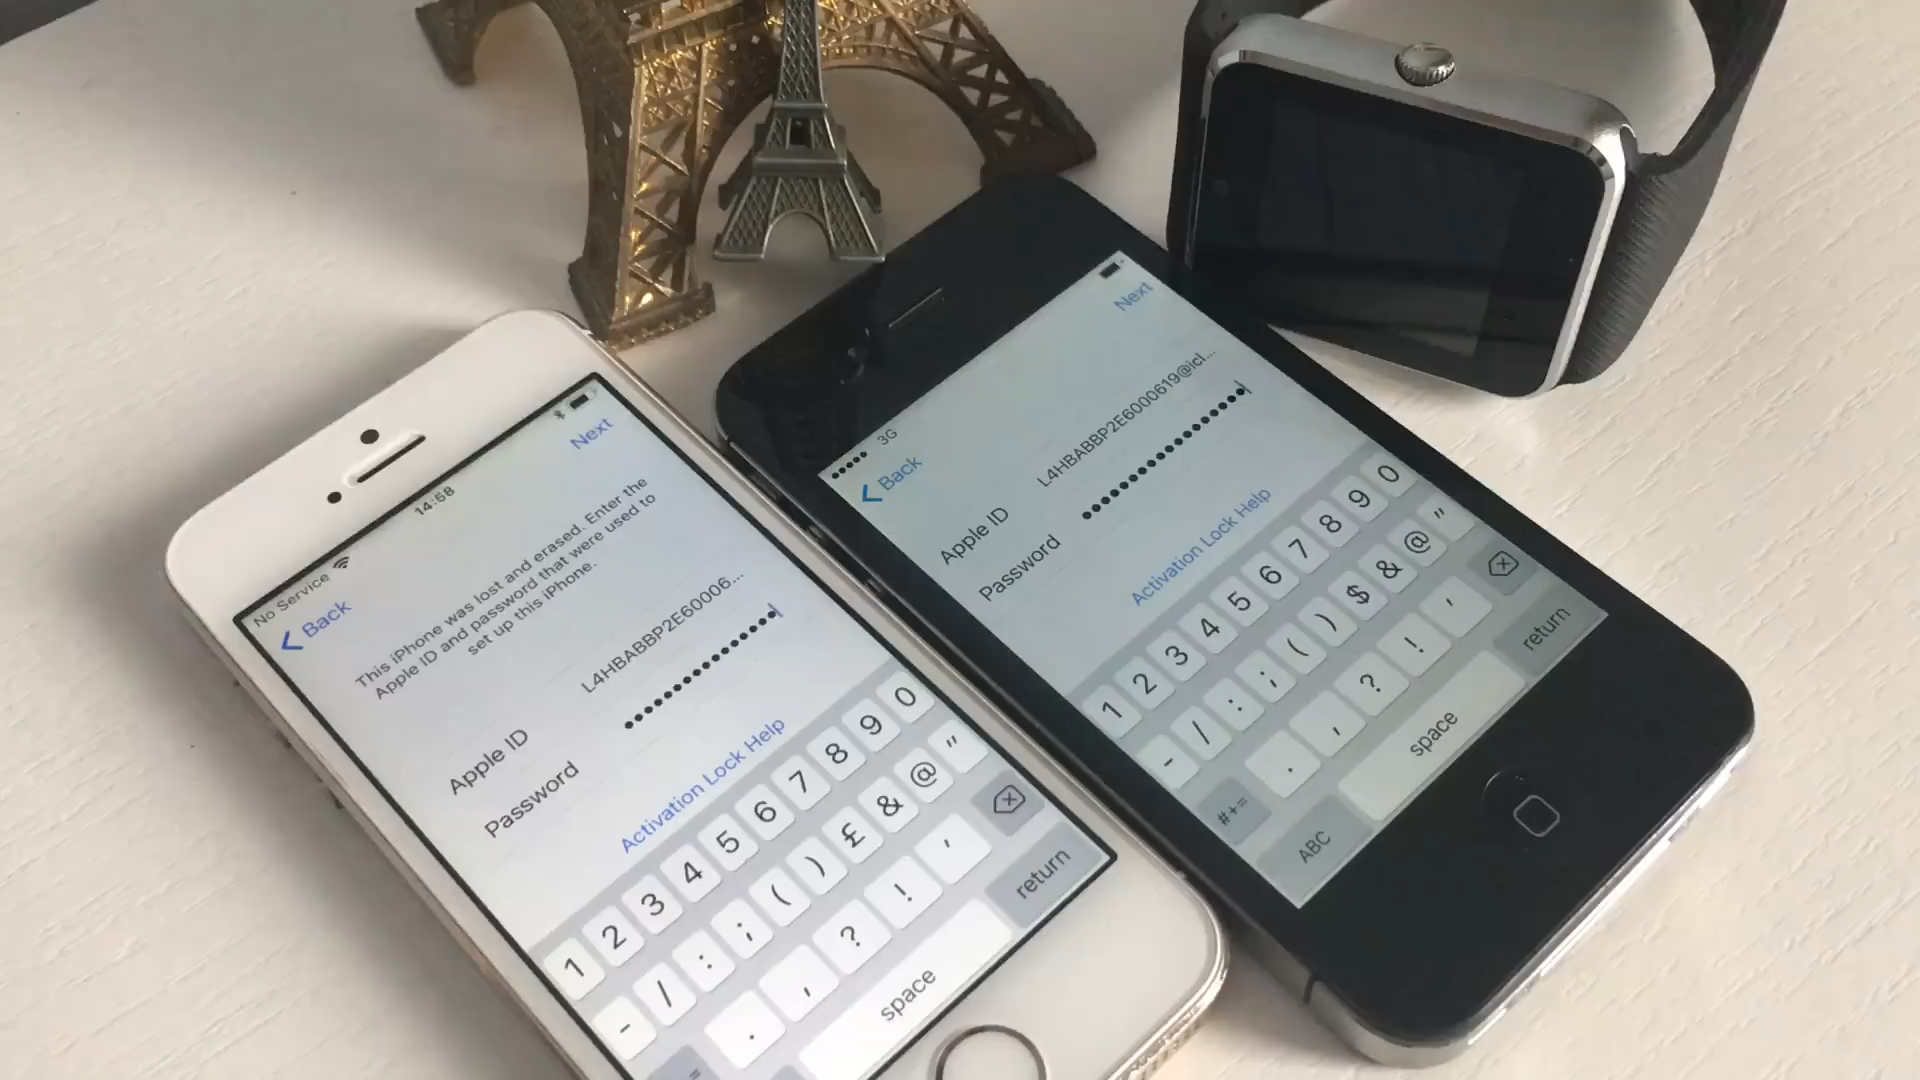 No Service
14:58
Back
Next
This iPhone was lost and erased. Enter the
Apple ID and password that were used to
set up this iPhone.
Apple ID
L4HBABBP2E60006...
Password
Activation Lock Help
1 2 3 4 5 6 7 8 9 0
- / : ; ( ) £ & @ "
. , ? ! '
space
return
3G
Back
Next
Apple ID
L4HBABBP2E6000619@icl...
Password
Activation Lock Help
1 2 3 4 5 6 7 8 9 0
- / : ; ( ) $ & @ "
#+= . , ? ! '
ABC
space
return